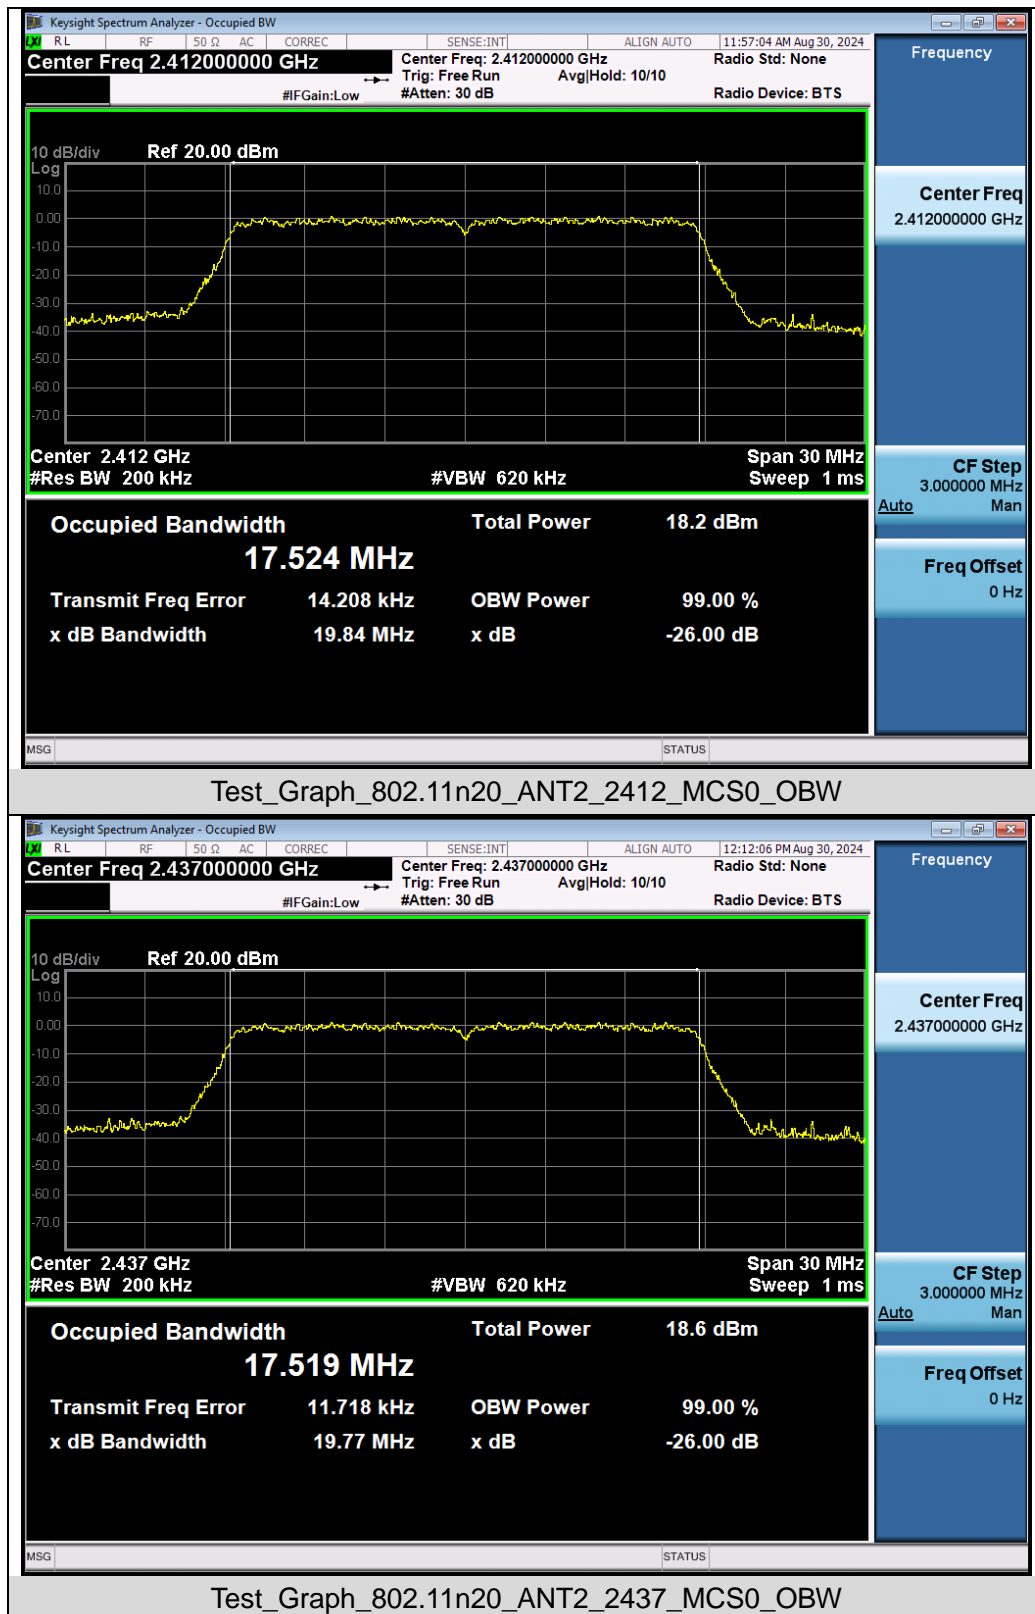 Keysight Spectrum Analyzer - Occupied BW
LXI RL RF 50 Ω AC CORREC SENSE:INT ALIGN AUTO 11:57:04 AM Aug 30, 2024
Center Freq 2.412000000 GHz
Center Freq: 2.412000000 GHz
Radio Std: None
Trig: Free Run Avg|Hold: 10/10
#IFGain:Low
#Atten: 30 dB
Radio Device: BTS
Frequency
10 dB/div Ref 20.00 dBm
Log
10.0
0.00
-10.0
-20.0
-30.0
-40.0
-50.0
-60.0
-70.0
Center Freq
2.412000000 GHz
Center 2.412 GHz Span 30 MHz
#Res BW 200 kHz #VBW 620 kHz Sweep 1 ms
CF Step
3.000000 MHz
Auto Man
Freq Offset
0 Hz
Occupied Bandwidth Total Power 18.2 dBm
17.524 MHz
Transmit Freq Error 14.208 kHz OBW Power 99.00 %
x dB Bandwidth 19.84 MHz x dB -26.00 dB
MSG STATUS
Test_Graph_802.11n20_ANT2_2412_MCS0_OBW
Keysight Spectrum Analyzer - Occupied BW
LXI RL RF 50 Ω AC CORREC SENSE:INT ALIGN AUTO 12:12:06 PM Aug 30, 2024
Center Freq 2.437000000 GHz
Center Freq: 2.437000000 GHz
Radio Std: None
Trig: Free Run Avg|Hold: 10/10
#IFGain:Low
#Atten: 30 dB
Radio Device: BTS
Frequency
10 dB/div Ref 20.00 dBm
Log
10.0
0.00
-10.0
-20.0
-30.0
-40.0
-50.0
-60.0
-70.0
Center Freq
2.437000000 GHz
Center 2.437 GHz Span 30 MHz
#Res BW 200 kHz #VBW 620 kHz Sweep 1 ms
CF Step
3.000000 MHz
Auto Man
Freq Offset
0 Hz
Occupied Bandwidth Total Power 18.6 dBm
17.519 MHz
Transmit Freq Error 11.718 kHz OBW Power 99.00 %
x dB Bandwidth 19.77 MHz x dB -26.00 dB
MSG STATUS
Test_Graph_802.11n20_ANT2_2437_MCS0_OBW